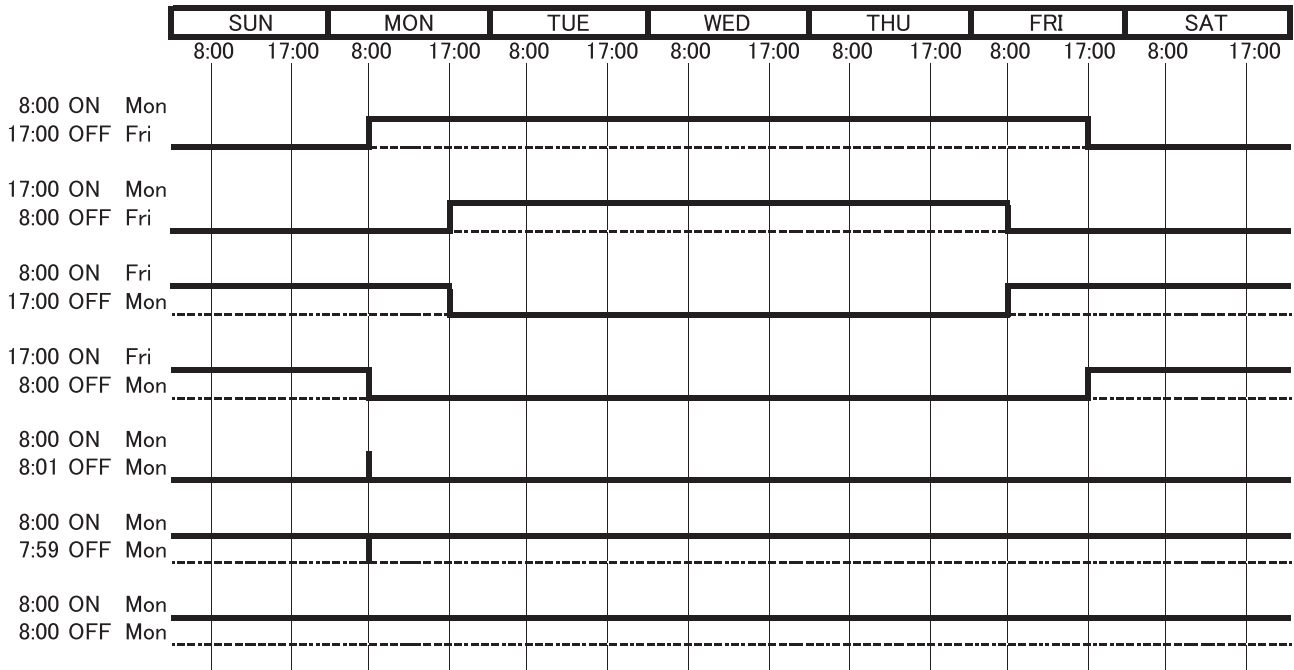 SUN MON TUE WED THU FRI SAT
8:00 17:00 8:00 17:00 8:00 17:00 8:00 17:00 8:00 17:00 8:00 17:00 8:00 17:00
8:00 ON Mon
17:00 OFF Fri
17:00 ON Mon
8:00 OFF Fri
8:00 ON Fri
17:00 OFF Mon
17:00 ON Fri
8:00 OFF Mon
8:00 ON Mon
8:01 OFF Mon
8:00 ON Mon
7:59 OFF Mon
8:00 ON Mon
8:00 OFF Mon